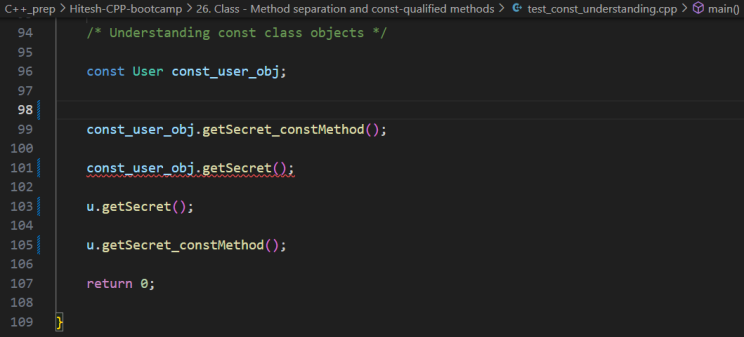 C++_prep > Hitesh-CPP-bootcamp > 26. Class - Method separation and const-qualified methods > test_const_understanding.cpp > main()
94 /* Understanding const class objects */
95
96 const User const_user_obj;
97
98
99 const_user_obj.getSecret_constMethod();
100
101 const_user_obj.getSecret();
102
103 u.getSecret();
104
105 u.getSecret_constMethod();
106
107 return 0;
108
109 }